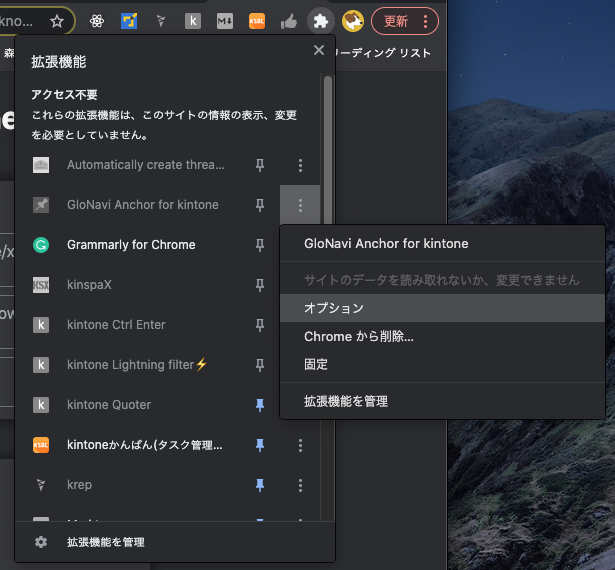 kno...
更新
森
リーディング リスト
拡張機能
アクセス不要
これらの拡張機能は、このサイトの情報の表示、変更
を必要としていません。
Automatically create threa...
GloNavi Anchor for kintone
Grammarly for Chrome
kinspaX
kintone Ctrl Enter
kintone Lightning filter⚡
kintone Quoter
kintoneかんばん(タスク管理...
krep
拡張機能を管理
GloNavi Anchor for kintone
サイトのデータを読み取れないか、変更できません
オプション
Chrome から削除...
固定
拡張機能を管理